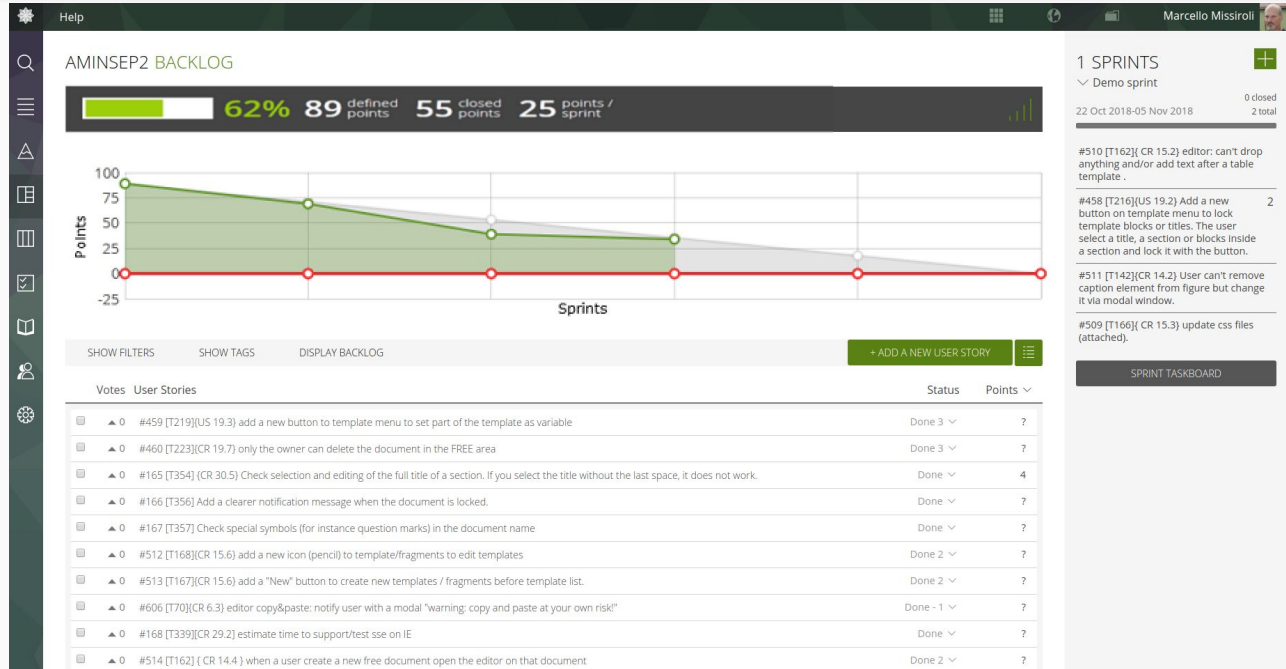 Help
Marcello Missiroli
AMINSEP2 BACKLOG
62% 89 defined points 55 closed points 25 points / sprint
100
75
50
25
0
-25
Points
Sprints
SHOW FILTERS SHOW TAGS DISPLAY BACKLOG + ADD A NEW USER STORY
Votes User Stories Status Points
0 #459 [T219]{US 19.3} add a new button to template menu to set part of the template as variable Done 3 ?
0 #460 [T223]{CR 19.7} only the owner can delete the document in the FREE area Done 3 ?
0 #165 [T354] {CR 30.5} Check selection and editing of the full title of a section. If you select the title without the last space, it does not work. Done 4
0 #166 [T356] Add a clearer notification message when the document is locked. Done ?
0 #167 [T357] Check special symbols (for instance question marks) in the document name Done ?
0 #512 [T168]{CR 15.6} add a new icon (pencil) to template/fragments to edit templates Done 2 ?
0 #513 [T167]{CR 15.6} add a "New" button to create new templates / fragments before template list. Done 2 ?
0 #606 [T70]{CR 6.3} editor copy&paste: notify user with a modal "warning: copy and paste at your own risk!" Done - 1 ?
0 #168 [T339][CR 29.2] estimate time to support/test sse on IE Done ?
0 #514 [T162] { CR 14.4 } when a user create a new free document open the editor on that document Done 2 ?
1 SPRINTS
Demo sprint
0 closed
22 Oct 2018-05 Nov 2018 2 total
#510 [T162]{ CR 15.2} editor: can't drop
anything and/or add text after a table
template .
#458 [T216]{US 19.2} Add a new 2
button on template menu to lock
template blocks or titles. The user
select a title, a section or blocks inside
a section and lock it with the button.
#511 [T142]{CR 14.2} User can't remove
caption element from figure but change
it via modal window.
#509 [T166]{ CR 15.3} update css files
(attached).
SPRINT TASKBOARD